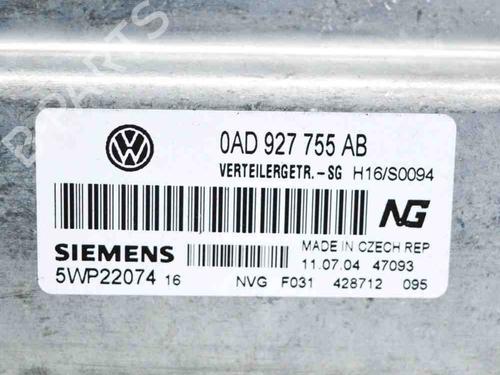 0AD 927 755 AB
VERTEILERGETR.-SG H16/S0094
NG
SIEMENS
MADE IN CZECH REP
5WP22074 16
11.07.04 47093
NVG F031 428712 095
B-PARTS